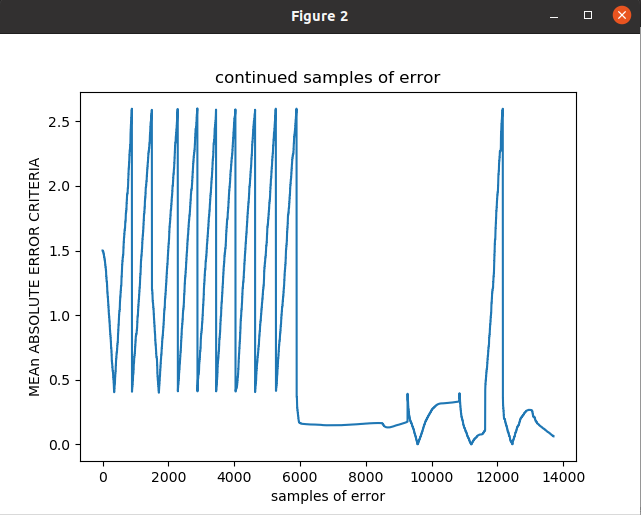 Figure 2
continued samples of error
MEAn ABSOLUTE ERROR CRITERIA
2.5
2.0
1.5
1.0
0.5
0.0
0 2000 4000 6000 8000 10000 12000 14000
samples of error